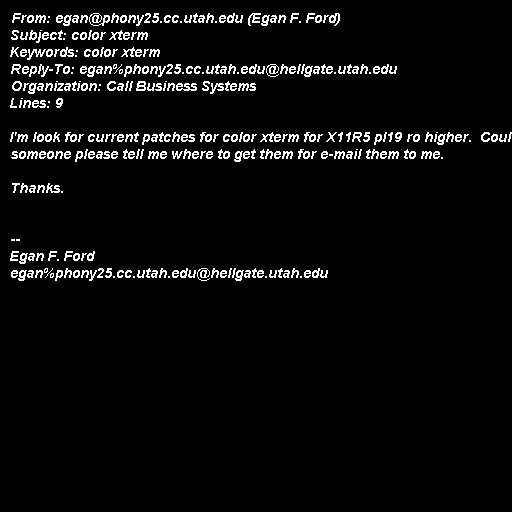 From: egan@phony25.cc.utah.edu (Egan F. Ford)
Subject: color xterm
Keywords: color xterm
Reply-To: egan%phony25.cc.utah.edu@hellgate.utah.edu
Organization: Call Business Systems
Lines: 9
I'm look for current patches for color xterm for X11R5 pl19 ro higher.  Coul
someone please tell me where to get them for e-mail them to me.
Thanks.
--
Egan F. Ford
egan%phony25.cc.utah.edu@hellgate.utah.edu